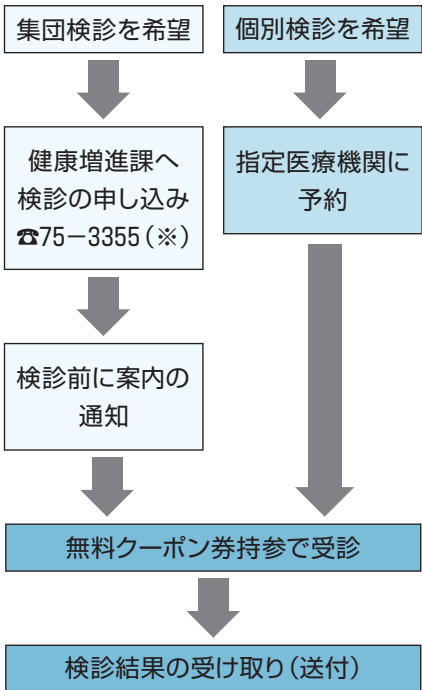 集団検診を希望
個別検診を希望
健康増進課へ
検診の申し込み
☎75－3355（※）
指定医療機関に
予約
検診前に案内の
通知
無料クーポン券持参で受診
検診結果の受け取り（送付）